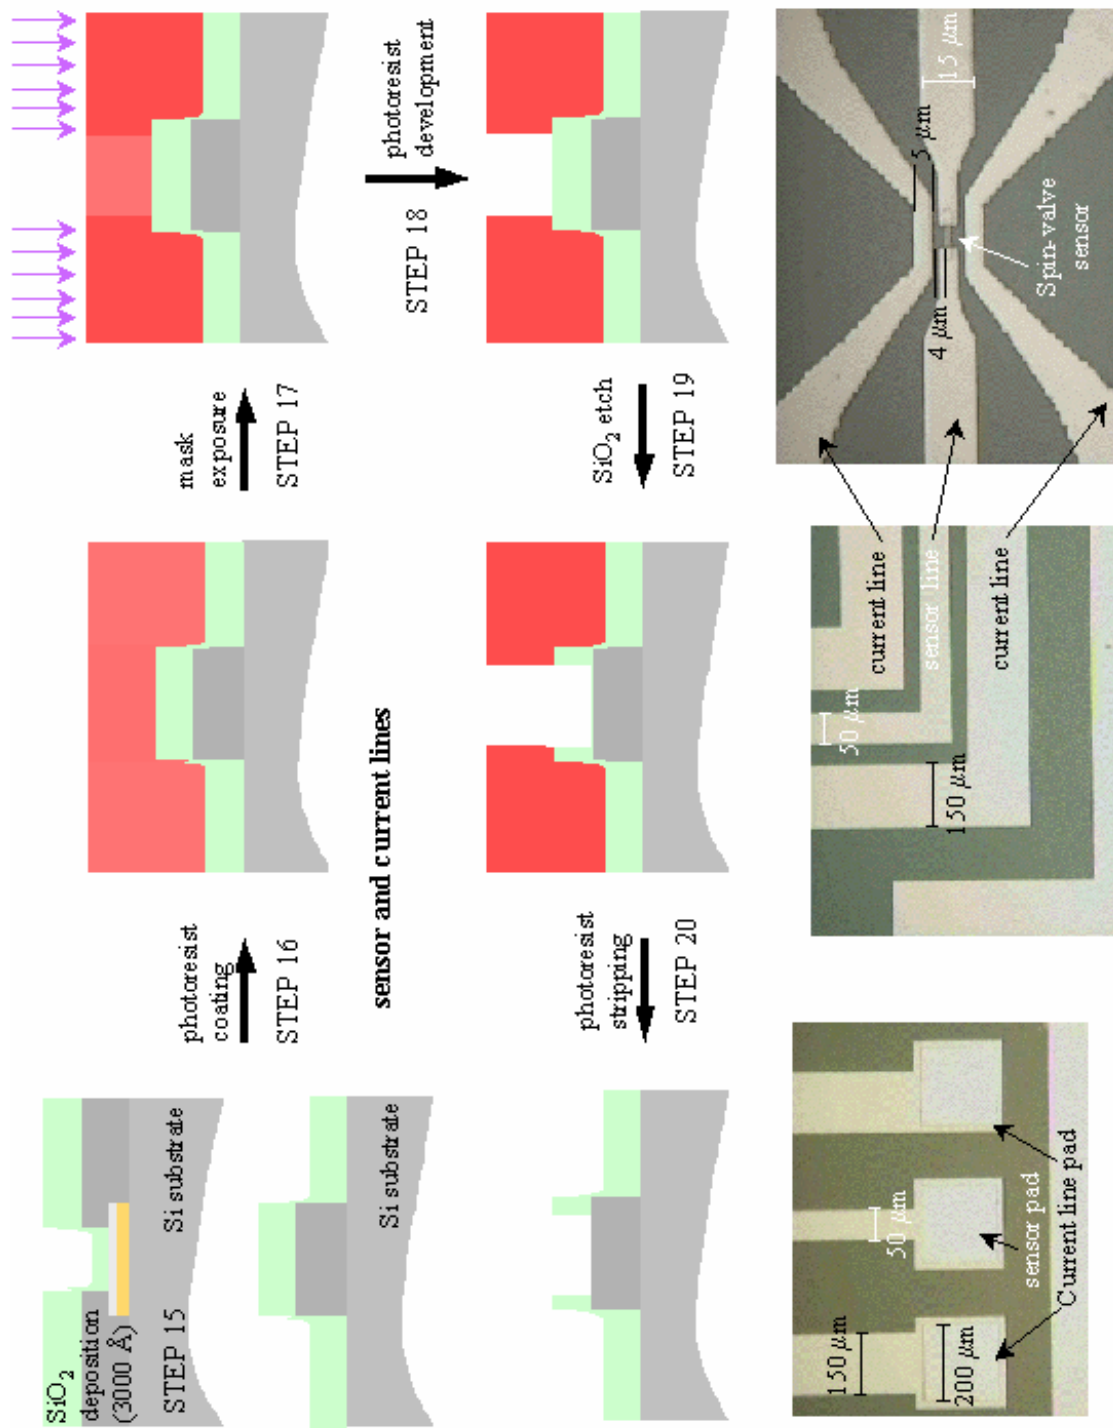 SiO2
deposition
(3000 Å)
STEP 15
Si substrate
Si substrate
photoresist
coating
STEP 16
mask
exposure
STEP 17
photoresist
development
STEP 18
sensor and current lines
SiO2 etch
STEP 19
photoresist
stripping
STEP 20
150 μm
200 μm
50 μm
sensor pad
Current line pad
50 μm
150 μm
current line
sensor line
current line
15 μm
5 μm
4 μm
Spin-valve
sensor